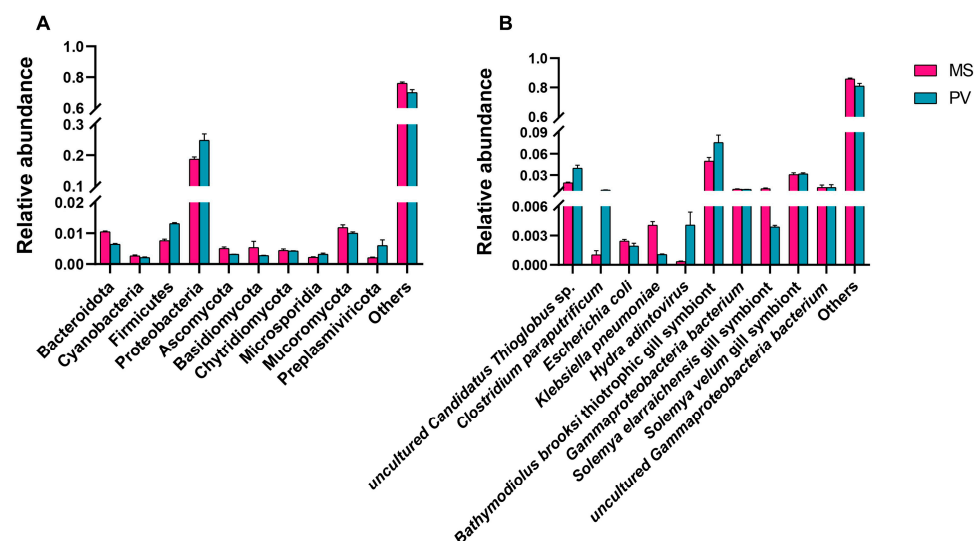 A
Relative abundance
1.0
0.8
0.6
0.3
0.2
0.1
0.02
0.01
0.00
Bacteroidota
Cyanobacteria
Firmicutes
Proteobacteria
Ascomycota
Basidiomycota
Chytridiomycota
Microsporidia
Mucoromycota
Preplasmiviricota
Others
B
Relative abundance
1.0
0.8
0.6
0.09
0.06
0.03
0.006
0.003
0.000
uncultured Candidatus Thioglobus sp.
Clostridium paraputrificum
Escherichia coli
Klebsiella pneumoniae
Hydra adintovirus
Bathymodiolus brooksi thiotrophic gill symbiont
Gammaproteobacteria bacterium
Solemya elarraichensis gill symbiont
Solemya velum gill symbiont
uncultured Gammaproteobacteria bacterium
Others
MS
PV